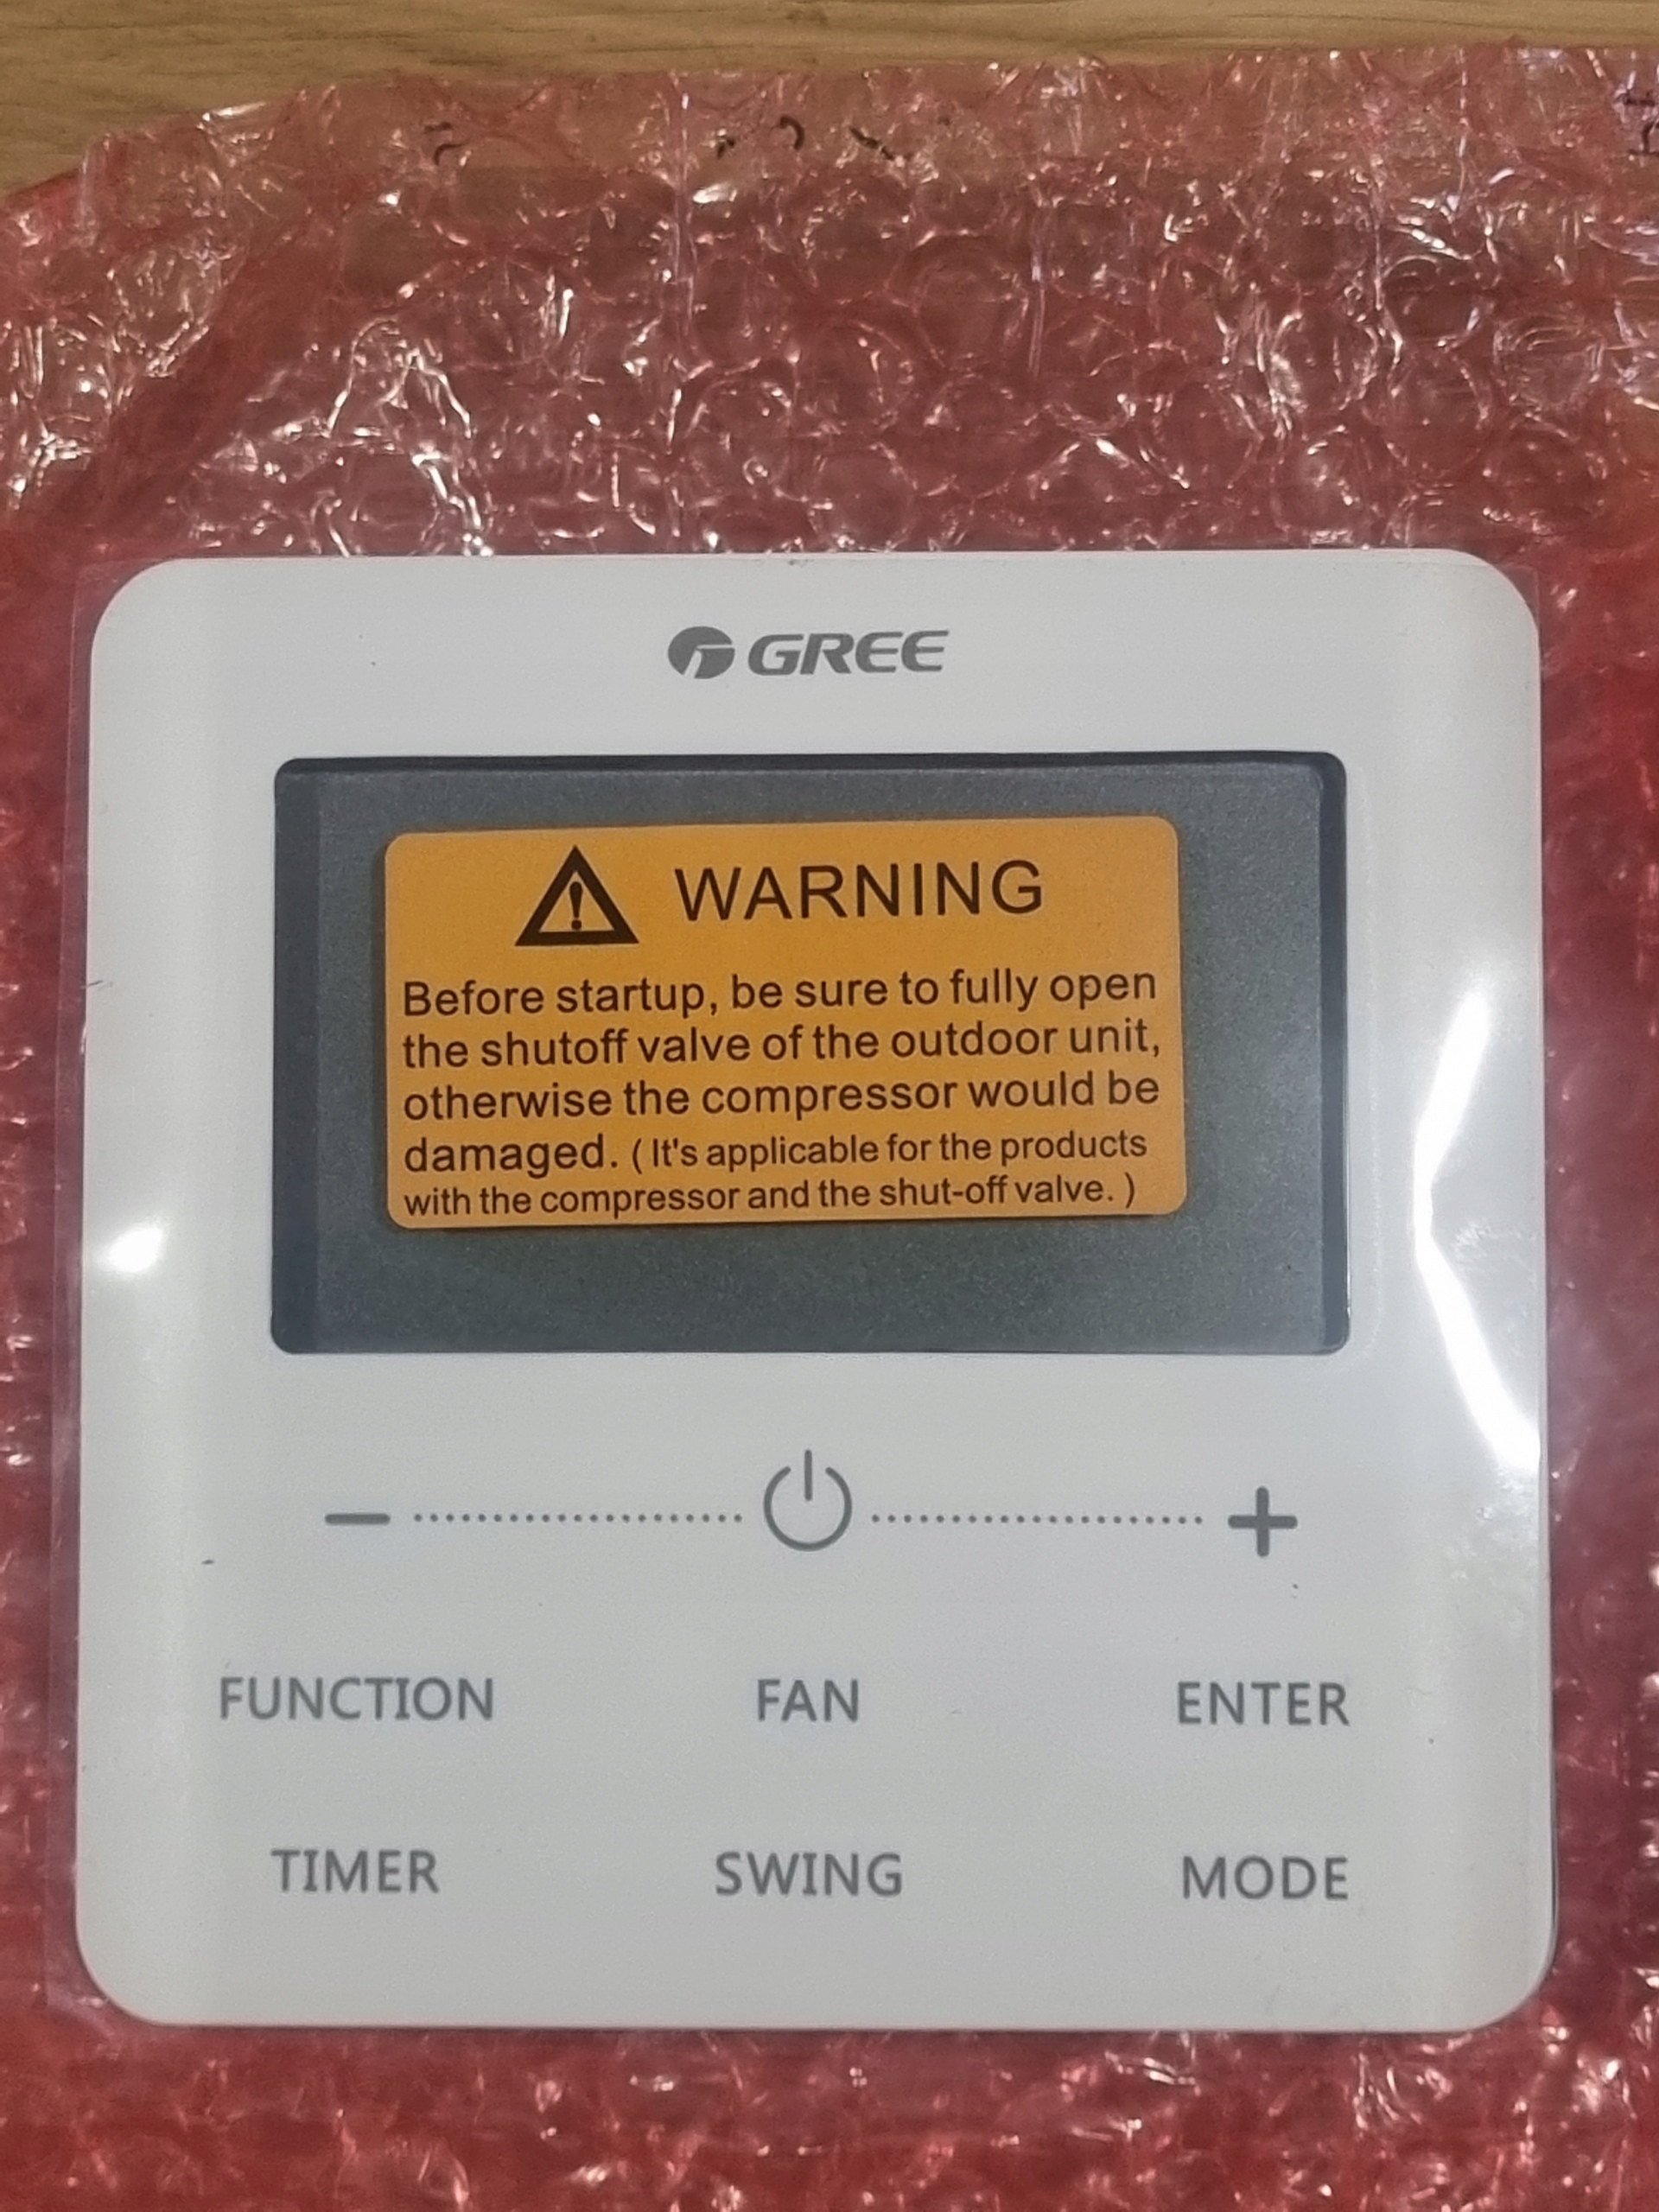 GREE
WARNING
Before startup, be sure to fully open
the shutoff valve of the outdoor unit,
otherwise the compressor would be
damaged. ( It's applicable for the products
with the compressor and the shut-off valve. )
FUNCTION FAN ENTER
TIMER SWING MODE